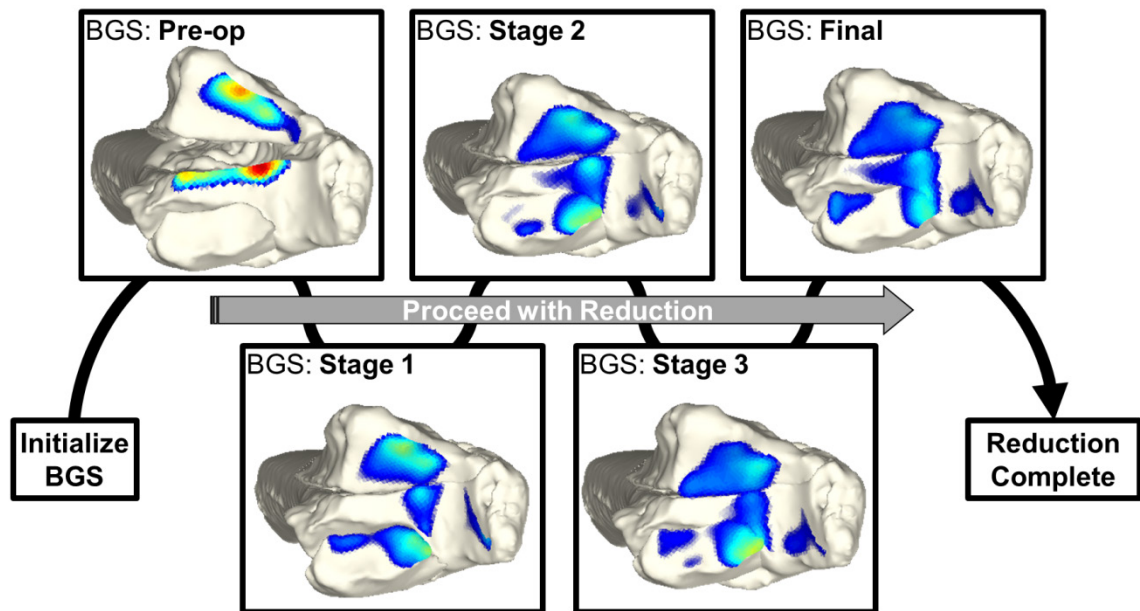 BGS: Pre-op
BGS: Stage 2
BGS: Final
Proceed with Reduction
BGS: Stage 1
BGS: Stage 3
Initialize
BGS
Reduction
Complete